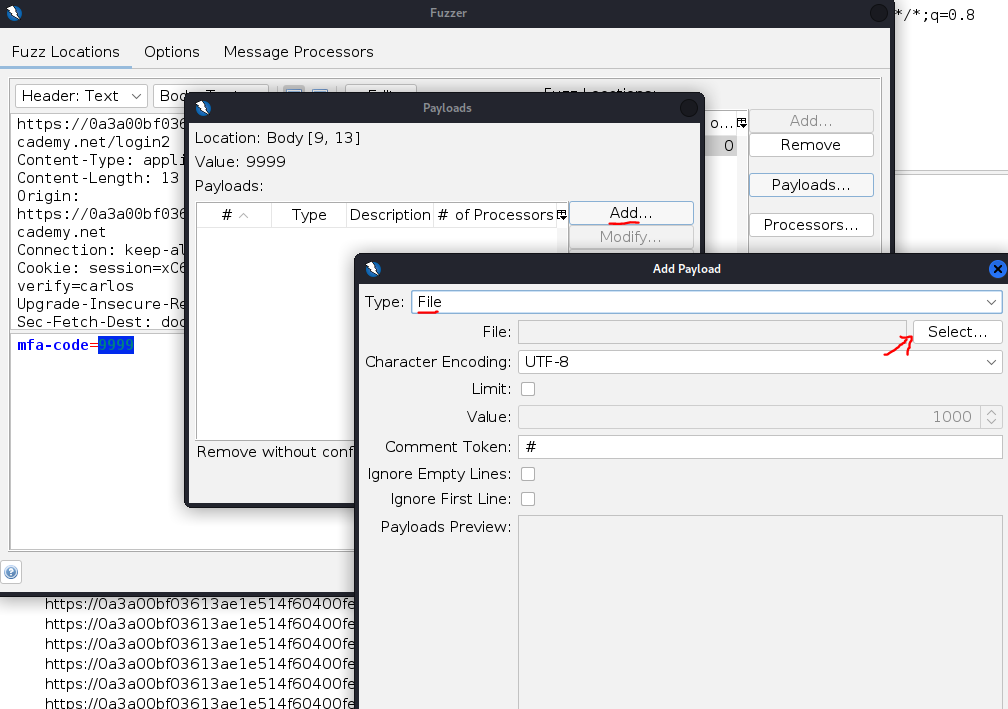 Fuzzer
*/*;q=0.8
Fuzz Locations Options Message Processors
Header: Text
Edit
Fuzz Locations:
https://0a3a00bf036
cademy.net/login2
Content-Type: appli
Content-Length: 13
Origin:
https://0a3a00bf036
cademy.net
Connection: keep-al
Cookie: session=xC6
verify=carlos
Upgrade-Insecure-Re
Sec-Fetch-Dest: doc
mfa-code=9999
o...
0
Add...
Remove
Payloads...
Processors...
Payloads
Location: Body [9, 13]
Value: 9999
Payloads:
# Type Description # of Processors
Add...
Modify...
Remove without conf
Add Payload
Type: File
File: Select...
Character Encoding: UTF-8
Limit:
Value: 1000
Comment Token: #
Ignore Empty Lines:
Ignore First Line:
Payloads Preview:
https://0a3a00bf03613ae1e514f60400fe
https://0a3a00bf03613ae1e514f60400fe
https://0a3a00bf03613ae1e514f60400fe
https://0a3a00bf03613ae1e514f60400fe
https://0a3a00bf03613ae1e514f60400fe
https://0a3a00bf03613ae1e514f60400fe